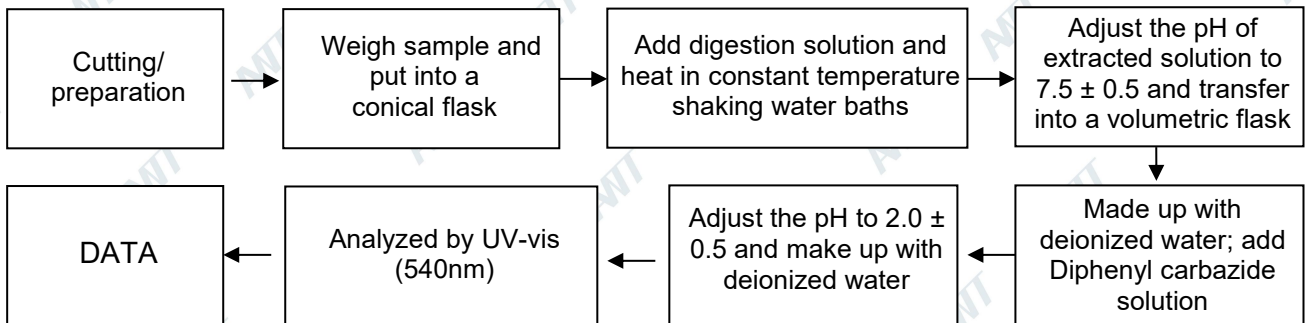 Cutting/
preparation
Weigh sample and
put into a
conical flask
Add digestion solution and
heat in constant temperature
shaking water baths
Adjust the pH of
extracted solution to
7.5 ± 0.5 and transfer
into a volumetric flask
Made up with
deionized water; add
Diphenyl carbazide
solution
Adjust the pH to 2.0 ±
0.5 and make up with
deionized water
Analyzed by UV-vis
(540nm)
DATA